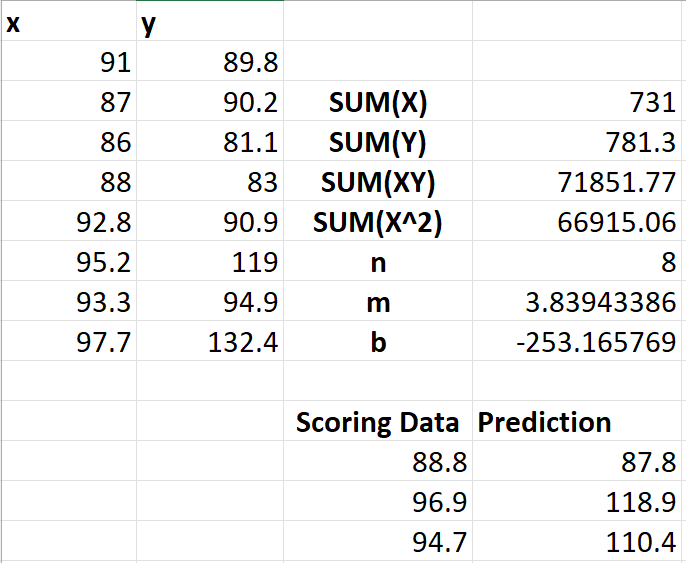 x y
91 89.8
87 90.2 SUM(X) 731
86 81.1 SUM(Y) 781.3
88 83 SUM(XY) 71851.77
92.8 90.9 SUM(X^2) 66915.06
95.2 119 n 8
93.3 94.9 m 3.83943386
97.7 132.4 b -253.165769
Scoring Data Prediction
88.8 87.8
96.9 118.9
94.7 110.4